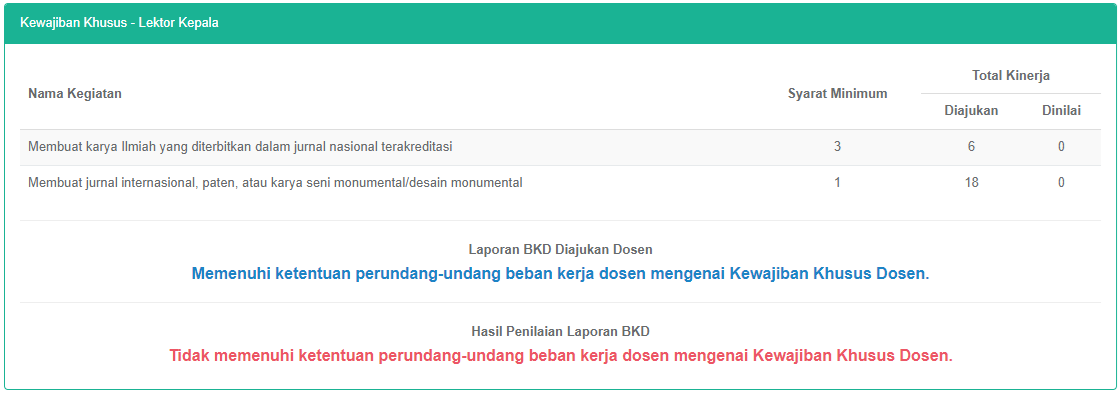 Kewajiban Khusus - Lektor Kepala
Nama Kegiatan Syarat Minimum Total Kinerja
Diajukan Dinilai
Membuat karya Ilmiah yang diterbitkan dalam jurnal nasional terakreditasi 3 6 0
Membuat jurnal internasional, paten, atau karya seni monumental/desain monumental 1 18 0
Laporan BKD Diajukan Dosen
Memenuhi ketentuan perundang-undang beban kerja dosen mengenai Kewajiban Khusus Dosen.
Hasil Penilaian Laporan BKD
Tidak memenuhi ketentuan perundang-undang beban kerja dosen mengenai Kewajiban Khusus Dosen.